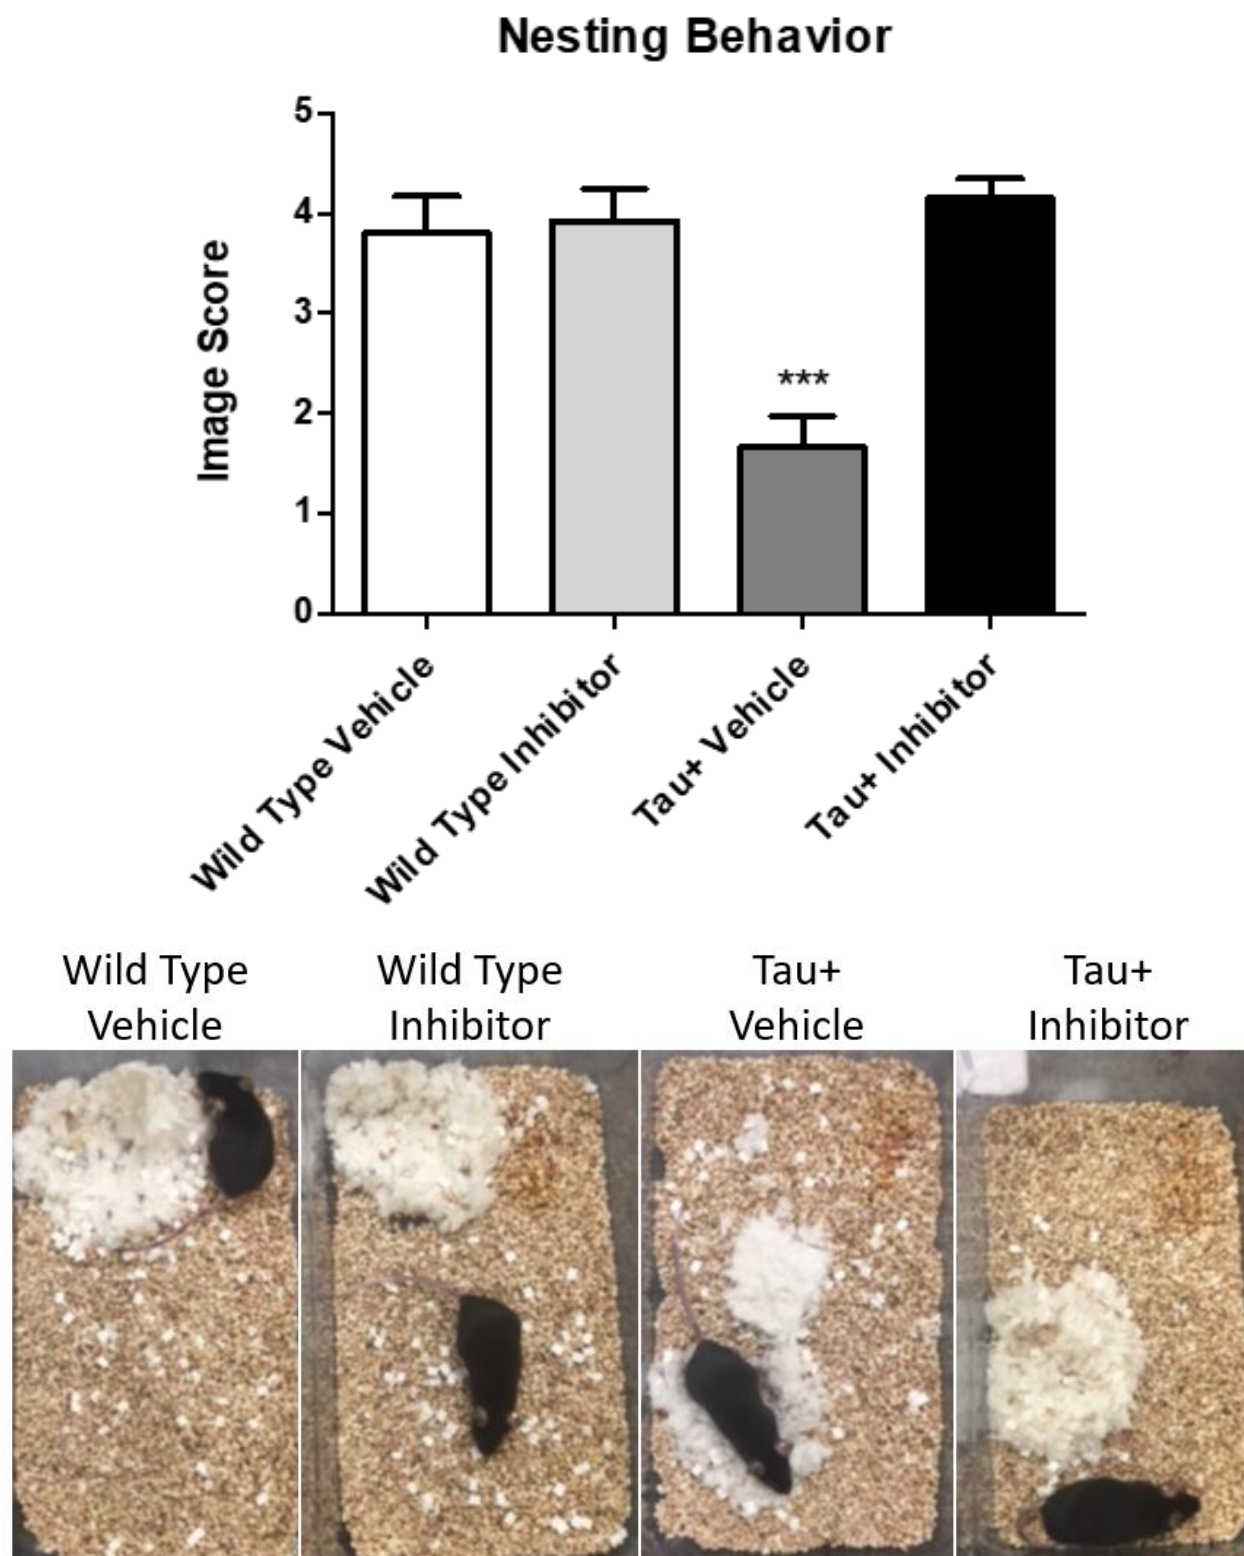 Nesting Behavior
5
4
3
2
1
0
Image Score
***
Wild Type Vehicle
Wild Type Inhibitor
Tau+ Vehicle
Tau+ Inhibitor
Wild Type
Vehicle
Wild Type
Inhibitor
Tau+
Vehicle
Tau+
Inhibitor